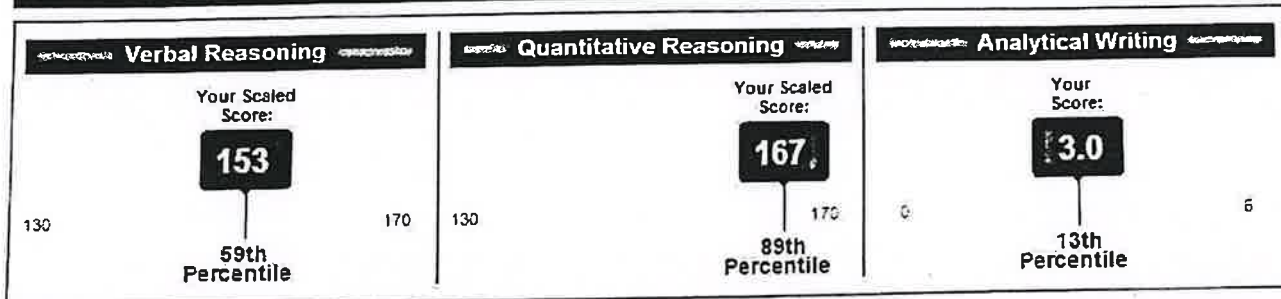 Verbal Reasoning
Your Scaled
Score:
153
130
170
59th
Percentile
Quantitative Reasoning
Your Scaled
Score:
167
130
170
89th
Percentile
Analytical Writing
Your
Score:
3.0
0
6
13th
Percentile